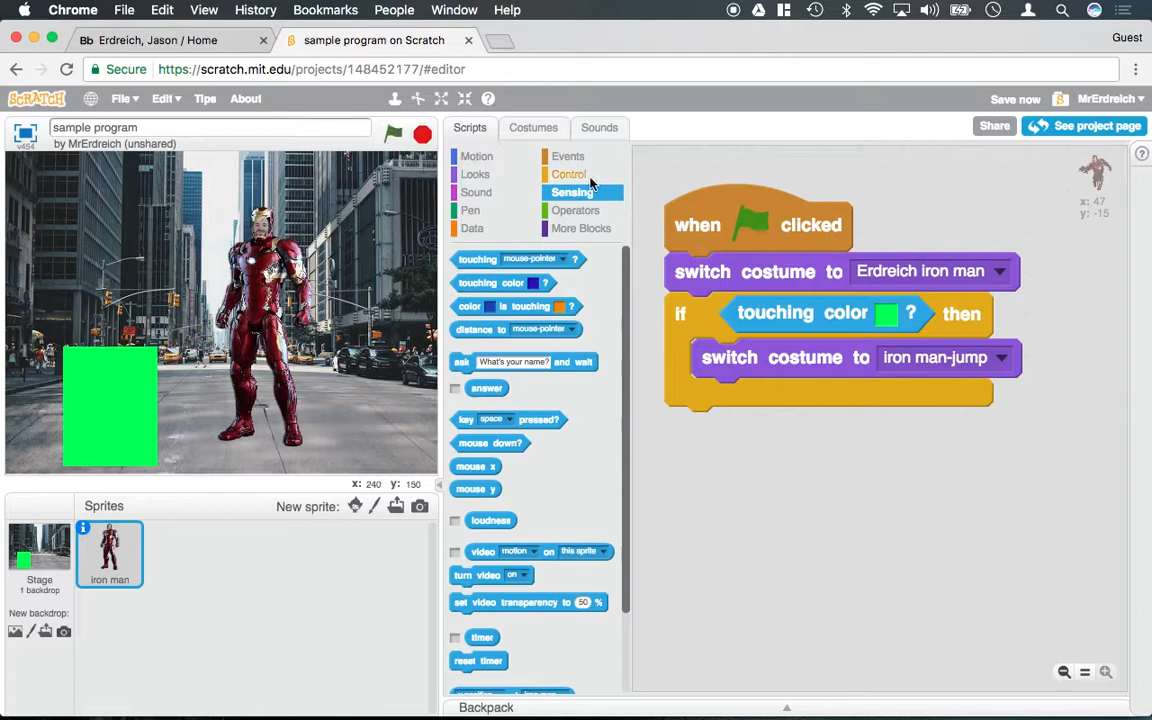 Chrome File Edit View History Bookmarks People Window Help
Bb Erdreich, Jason / Home
sample program on Scratch
Guest
Secure https://scratch.mit.edu/projects/148452177/#editor
SCRATCH File Edit Tips About Save now MrErdreich
sample program
by MrErdreich (unshared)
v454
Scripts Costumes Sounds
Share See project page
Motion Events
Looks Control
Sound Sensing
Pen Operators
Data More Blocks
touching mouse-pointer ?
touching color ?
color is touching ?
distance to mouse-pointer
ask What's your name? and wait
answer
key space pressed?
mouse down?
mouse x
mouse y
loudness
video motion on this sprite
turn video on
set video transparency to 50 %
timer
reset timer
when clicked
switch costume to Erdreich iron man
if touching color ? then
switch costume to iron man-jump
x: 47
y: -15
x: 240 y: 150
Sprites New sprite:
Stage
1 backdrop
iron man
New backdrop:
Backpack